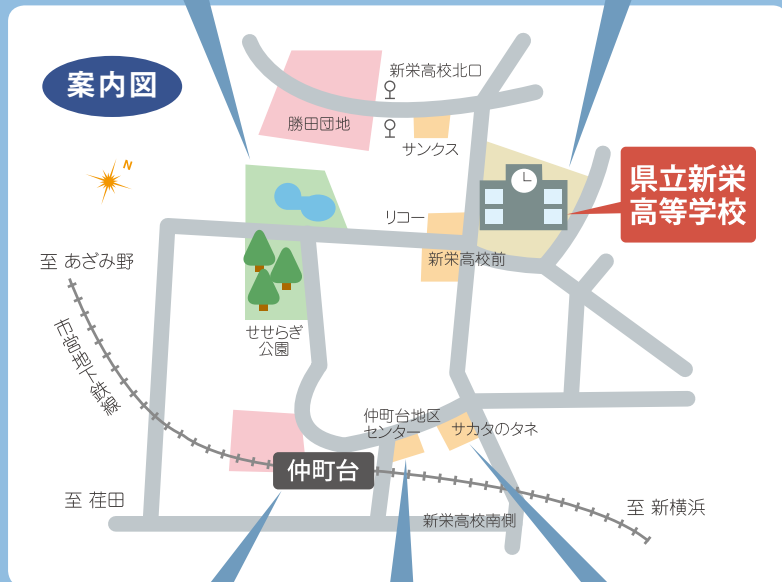 案内図
新栄高校北口
勝田団地
サンクス
N
県立新栄
高等学校
リコー
新栄高校前
至 あざみ野
せせらぎ
公園
市営地下鉄線
仲町台地区
センター
サカタのタネ
仲町台
至 荏田
新栄高校南側
至 新横浜